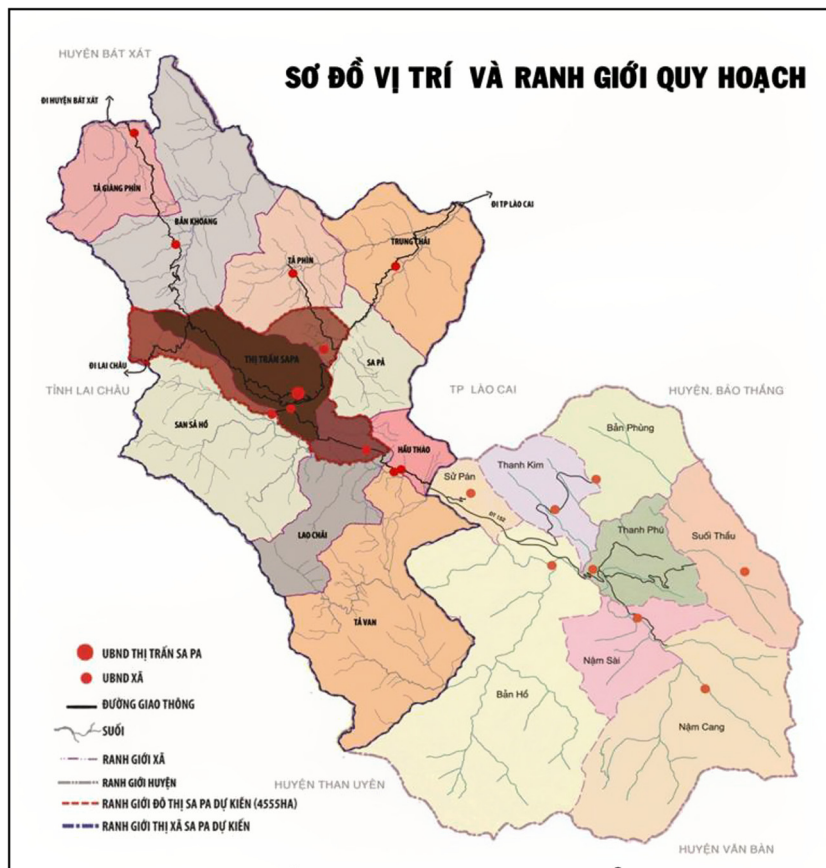 HUYỆN BÁT XÁT
SƠ ĐỒ VỊ TRÍ VÀ RANH GIỚI QUY HOẠCH
ĐI HUYỆN BÁT XÁT
TẢ GIÀNG PHÌN
ĐI TP LÀO CAI
BẢN KHOANG
TRUNG CHẢI
TẢ PHÌN
THỊ TRẤN SAPA
SA PẢ
ĐI LAI CHÂU
TỈNH LAI CHÂU
TP LÀO CAI
HUYỆN. BẢO THẮNG
SAN SẢ HỒ
Bản Phùng
HẦU THÀO
Thanh Kim
Sử Pán
ĐT 152
Thanh Phú
Suối Thầu
LAO CHẢI
TẢ VAN
Nậm Sài
Bản Hồ
Nậm Cang
UBND THỊ TRẤN SA PA
UBND XÃ
ĐƯỜNG GIAO THÔNG
SUỐI
RANH GIỚI XÃ
RANH GIỚI HUYỆN
RANH GIỚI ĐÔ THỊ SA PA DỰ KIẾN (4555HA)
RANH GIỚI THỊ XÃ SA PA DỰ KIẾN
HUYỆN THAN UYÊN
HUYỆN VĂN BÀN